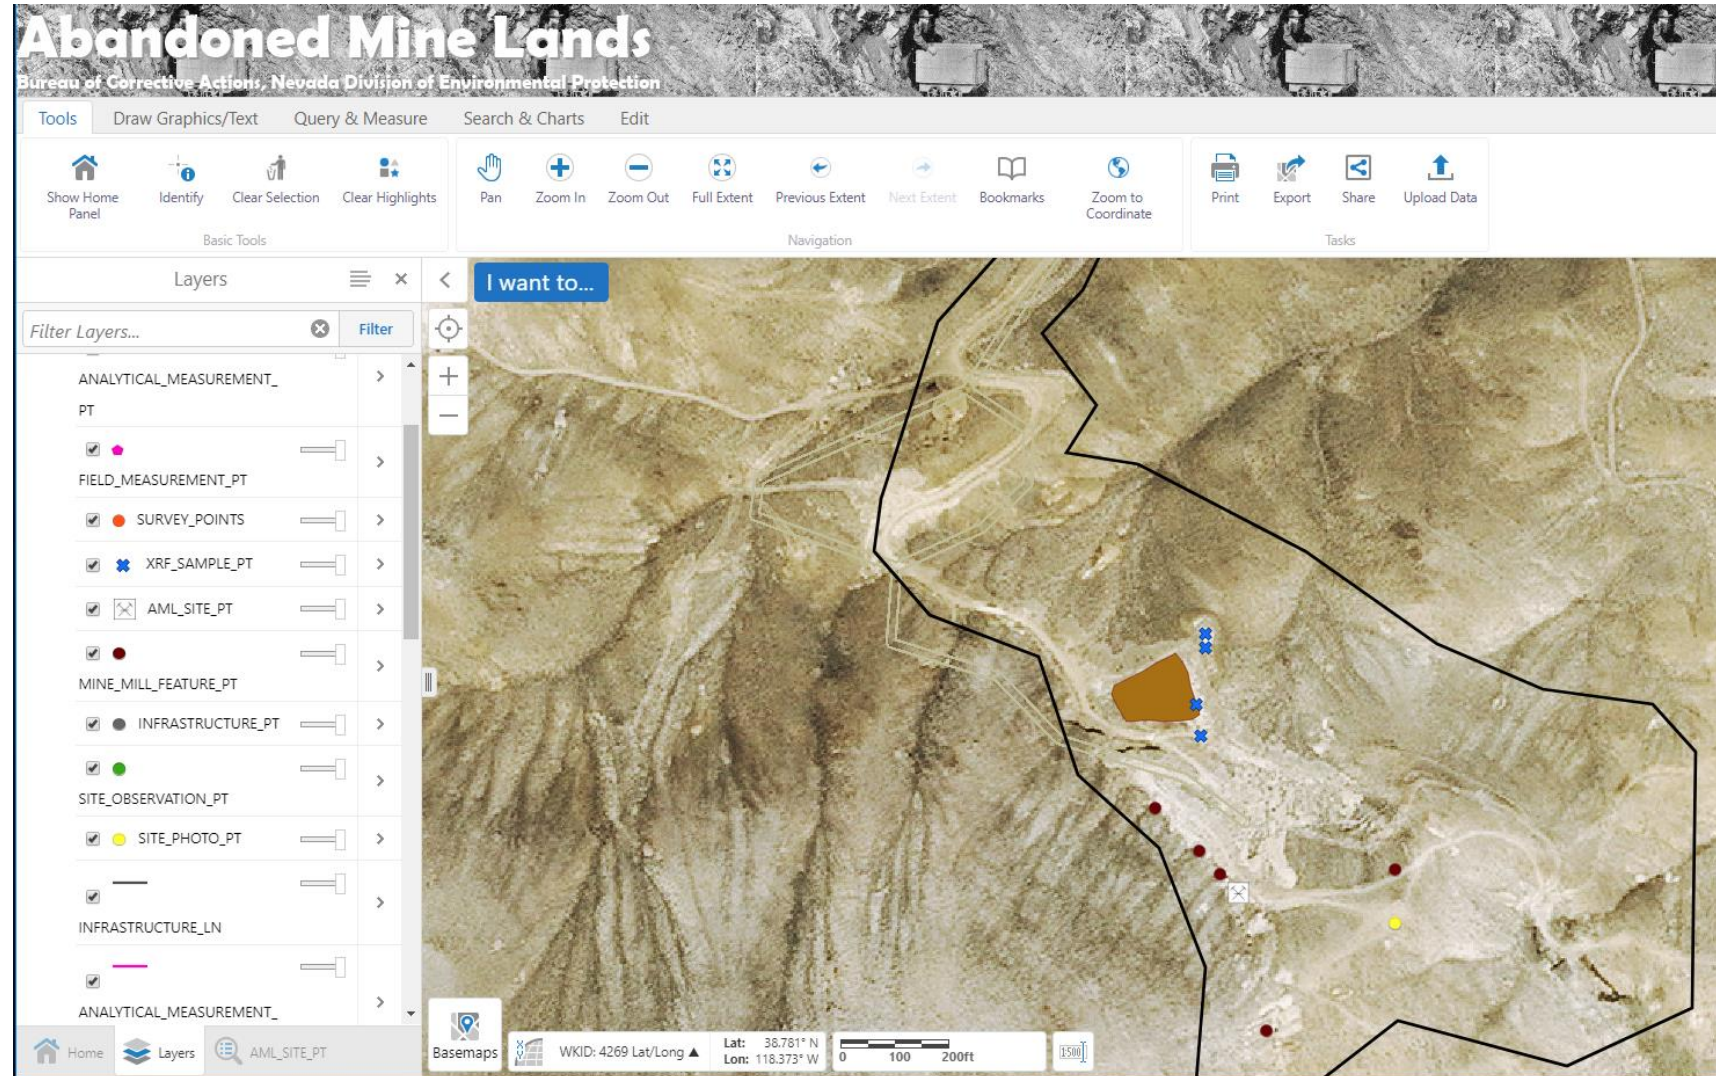 Abandoned Mine Lands
Bureau of Corrective Actions, Nevada Division of Environmental Protection
Tools Draw Graphics/Text Query & Measure Search & Charts Edit
Show Home Panel Identify Clear Selection Clear Highlights Pan Zoom In Zoom Out Full Extent Previous Extent Next Extent Bookmarks Zoom to Coordinate Print Export Share Upload Data
Basic Tools Navigation Tasks
Layers
I want to...
Filter Layers... Filter
ANALYTICAL_MEASUREMENT_
PT
FIELD_MEASUREMENT_PT
SURVEY_POINTS
XRF_SAMPLE_PT
AML_SITE_PT
MINE_MILL_FEATURE_PT
INFRASTRUCTURE_PT
SITE_OBSERVATION_PT
SITE_PHOTO_PT
INFRASTRUCTURE_LN
ANALYTICAL_MEASUREMENT_
Home Layers AML_SITE_PT
Basemaps
WKID: 4269 Lat/Long
Lat: 38.781° N
Lon: 118.373° W
0 100 200ft
1:500